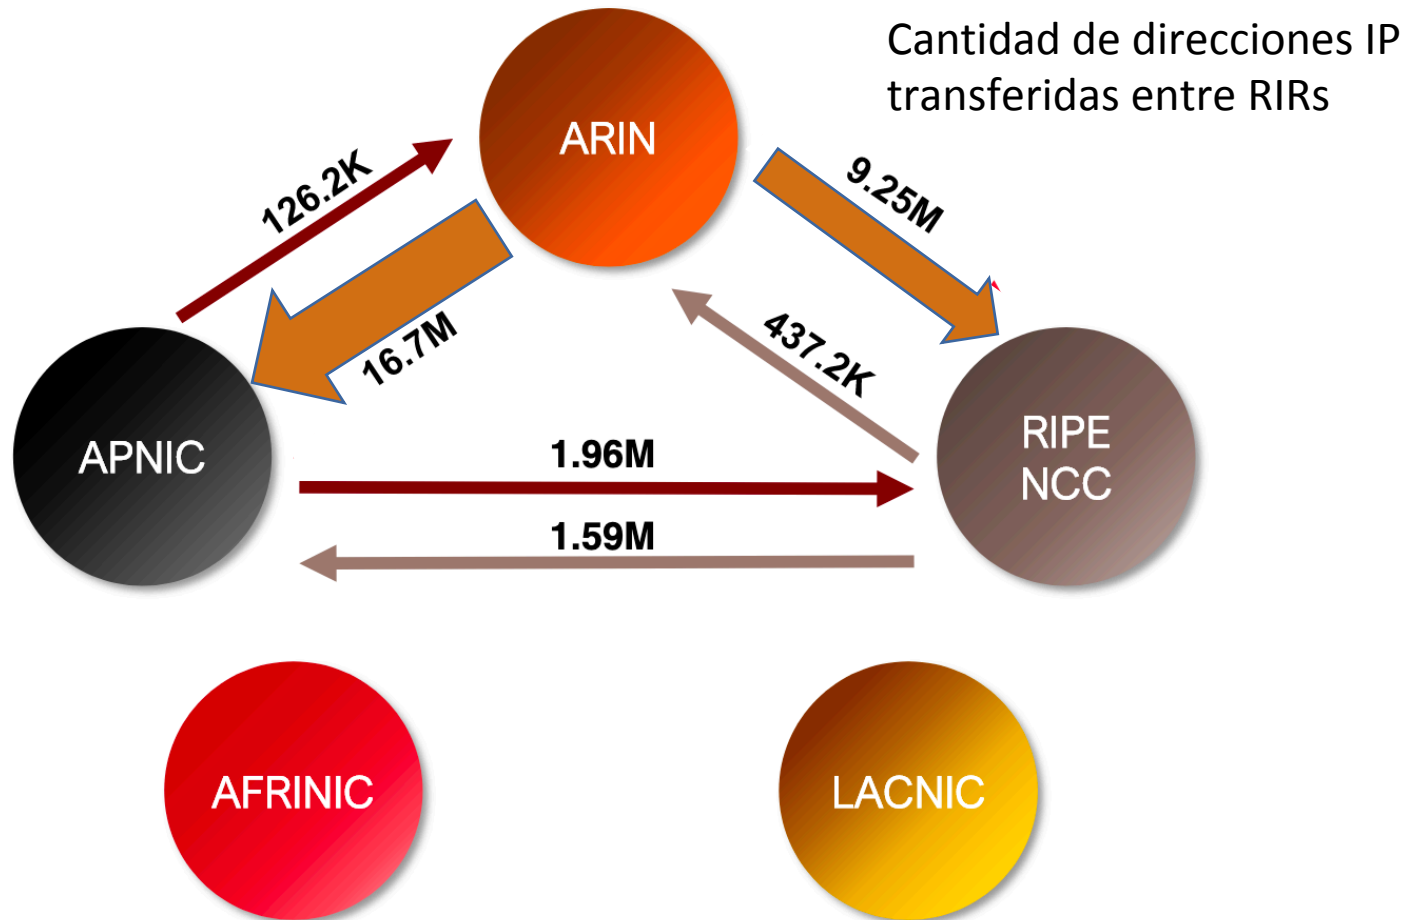 Cantidad de direcciones IP
transferidas entre RIRs
ARIN
126.2K
9.25M
16.7M
437.2K
APNIC
1.96M
RIPE
NCC
1.59M
AFRINIC
LACNIC